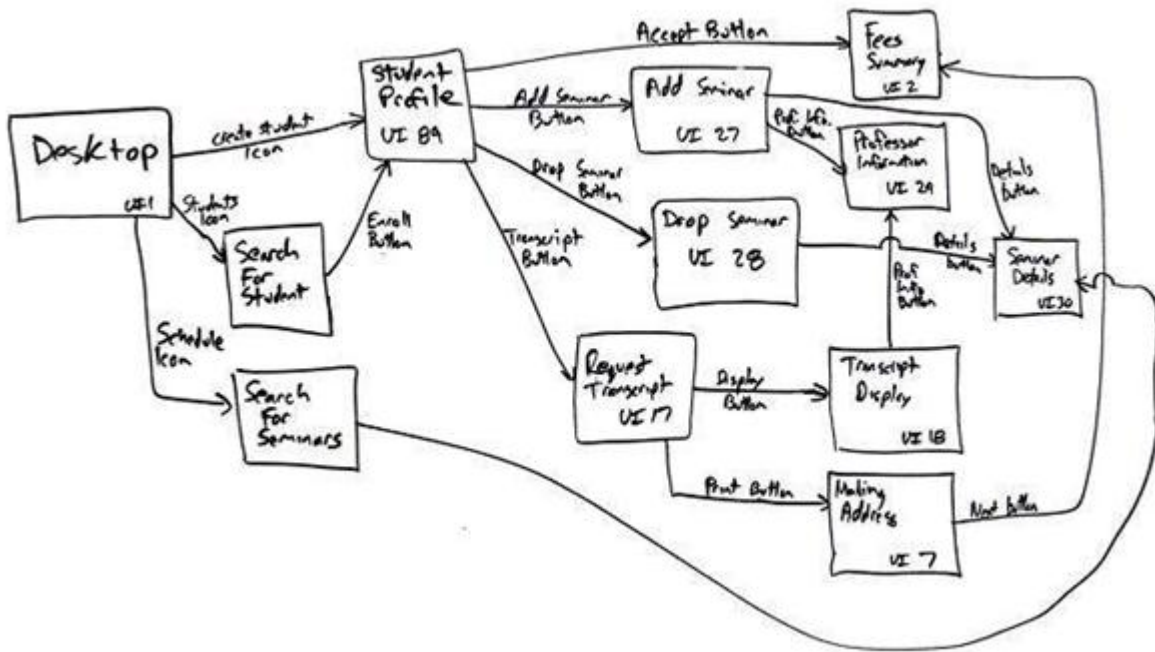 Desktop
UI 1
Create Student
Icon
Students
Icon
Schedule
Icon
Search
For
Student
Enroll
Button
Search
For
Seminars
Student
Profile
UI 89
Accept Button
Add Seminar
Button
Drop Seminar
Button
Transcript
Button
Fees
Summary
UI 2
Add Seminar
UI 27
Prof. Info.
Button
Professor
Information
UI 29
Details
Button
Drop Seminar
UI 28
Details
Button
Seminar
Details
UI 30
Prof
Info
Button
Request
Transcript
UI 17
Display
Button
Transcript
Display
UI 18
Print Button
Mailing
Address
UI 7
Next Button